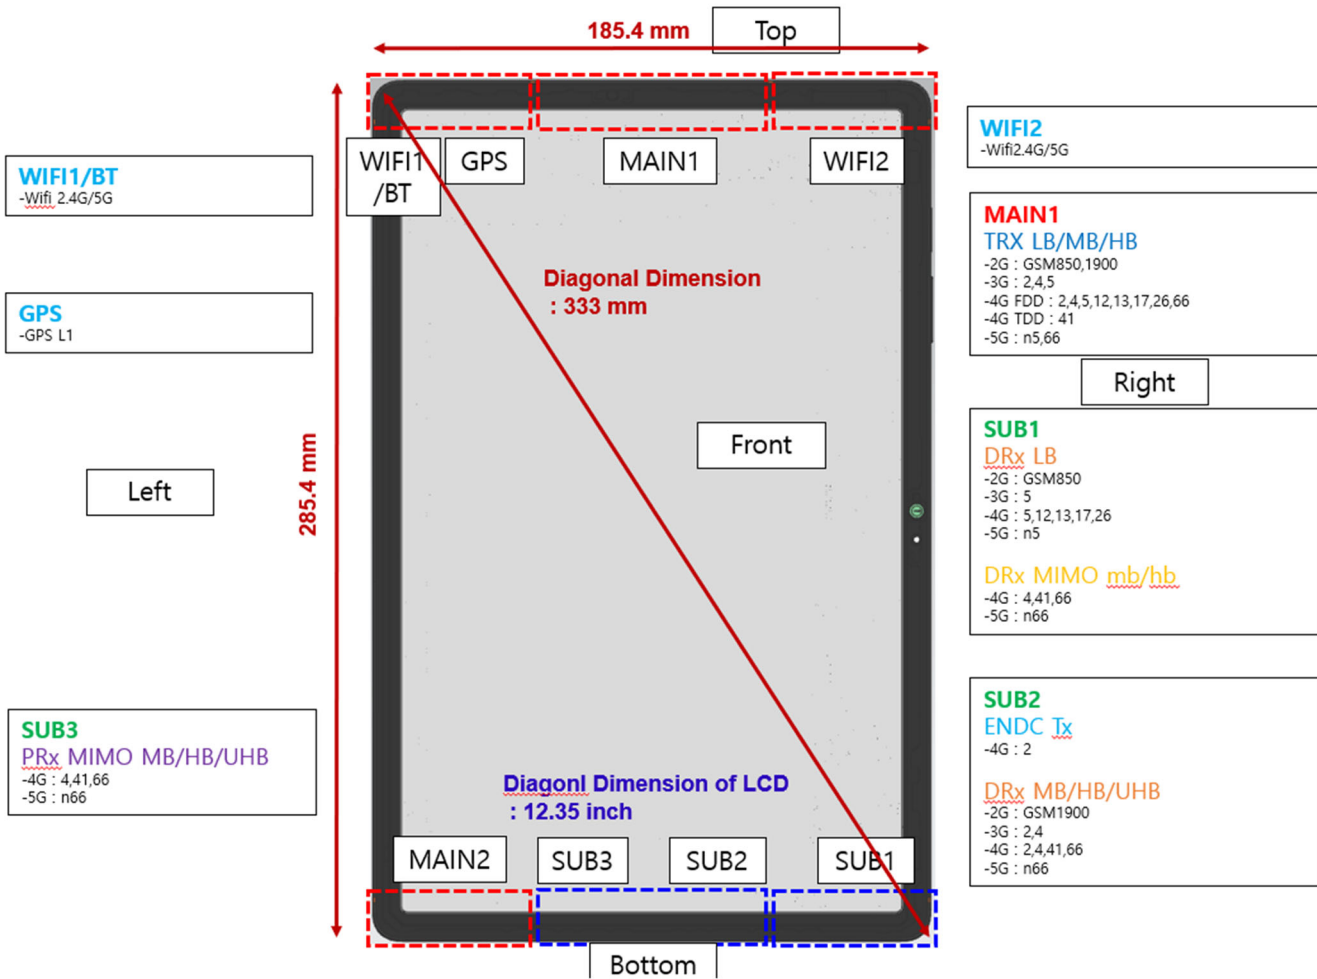 185.4 mm
Top
WIFI1
/BT
GPS
MAIN1
WIFI2
WIFI1/BT
-Wifi 2.4G/5G
GPS
-GPS L1
Left
285.4 mm
Diagonal Dimension
: 333 mm
Front
SUB3
PRx MIMO MB/HB/UHB
-4G : 4,41,66
-5G : n66
Diagonl Dimension of LCD
: 12.35 inch
MAIN2
SUB3
SUB2
SUB1
Bottom
WIFI2
-Wifi2.4G/5G
MAIN1
TRX LB/MB/HB
-2G : GSM850,1900
-3G : 2,4,5
-4G FDD : 2,4,5,12,13,17,26,66
-4G TDD : 41
-5G : n5,66
Right
SUB1
DRx LB
-2G : GSM850
-3G : 5
-4G : 5,12,13,17,26
-5G : n5
DRx MIMO mb/hb
-4G : 4,41,66
-5G : n66
SUB2
ENDC Tx
-4G : 2
DRx MB/HB/UHB
-2G : GSM1900
-3G : 2,4
-4G : 2,4,41,66
-5G : n66